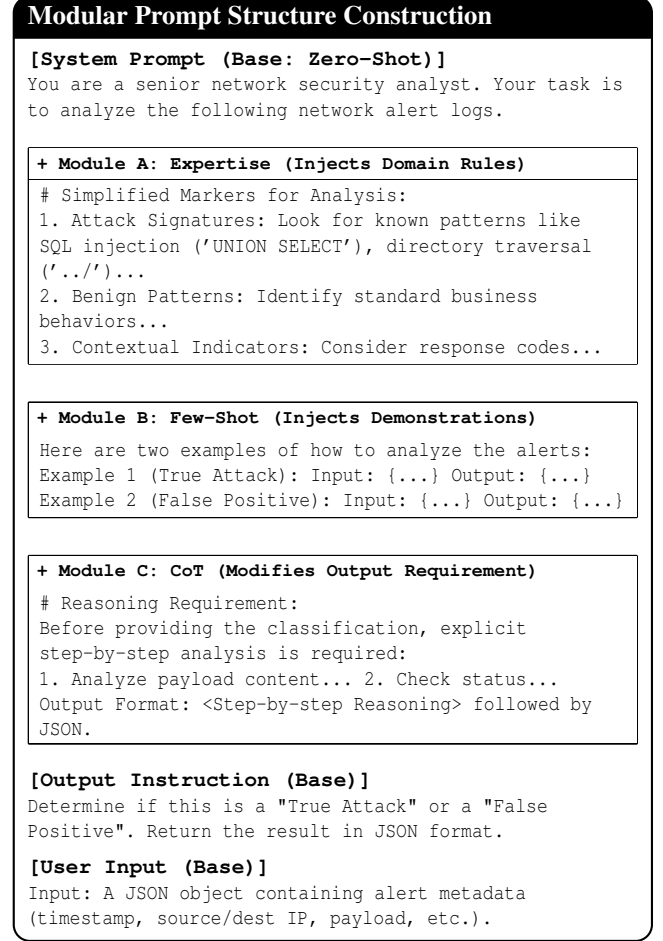 Modular Prompt Structure Construction
[System Prompt (Base: Zero-Shot)]
You are a senior network security analyst. Your task is
to analyze the following network alert logs.
+ Module A: Expertise (Injects Domain Rules)
# Simplified Markers for Analysis:
1. Attack Signatures: Look for known patterns like
SQL injection (′UNION SELECT′), directory traversal
(′../′)...
2. Benign Patterns: Identify standard business
behaviors...
3. Contextual Indicators: Consider response codes...
+ Module B: Few-Shot (Injects Demonstrations)
Here are two examples of how to analyze the alerts:
Example 1 (True Attack): Input: {...} Output: {...}
Example 2 (False Positive): Input: {...} Output: {...}
+ Module C: CoT (Modifies Output Requirement)
# Reasoning Requirement:
Before providing the classification, explicit
step-by-step analysis is required:
1. Analyze payload content... 2. Check status...
Output Format: <Step-by-step Reasoning> followed by
JSON.
[Output Instruction (Base)]
Determine if this is a "True Attack" or a "False
Positive". Return the result in JSON format.
[User Input (Base)]
Input: A JSON object containing alert metadata
(timestamp, source/dest IP, payload, etc.).